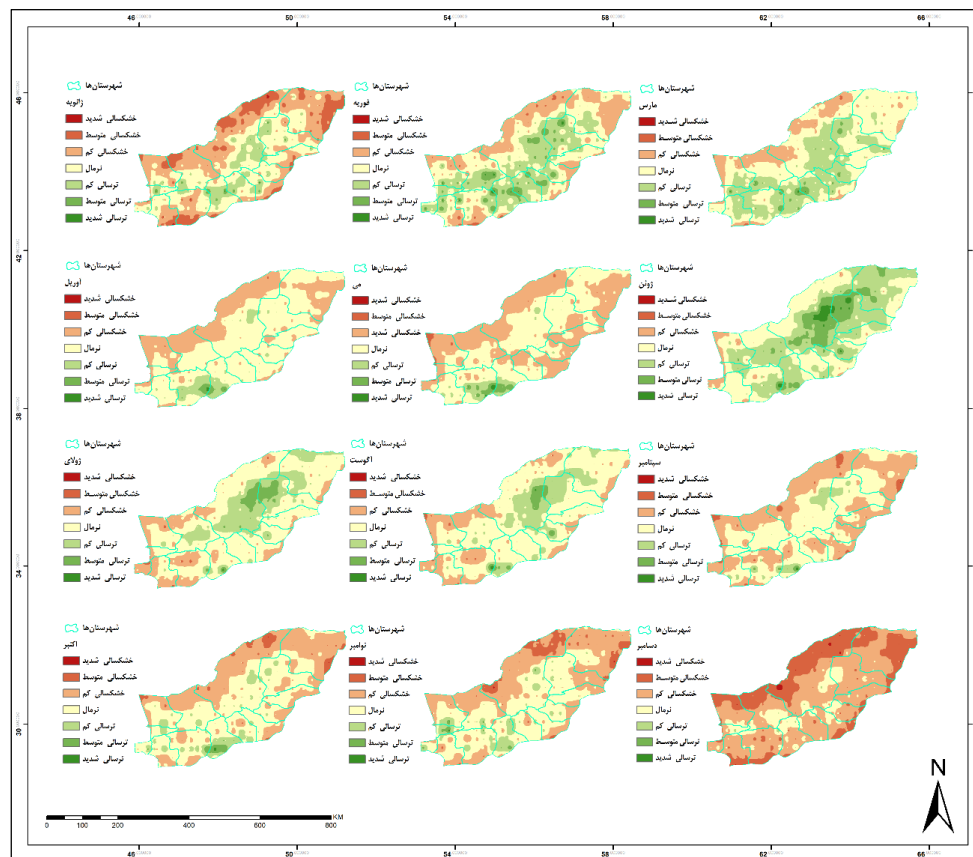 46 50 54 58 62 66
46
42
38
34
30
شهرستان‌ها
ژانویه
خشکسالی شدید
خشکسالی متوسط
خشکسالی کم
نرمال
ترسالی کم
ترسالی متوسط
ترسالی شدید
شهرستان‌ها
فوریه
خشکسالی شدید
خشکسالی متوسط
خشکسالی کم
نرمال
ترسالی کم
ترسالی متوسط
ترسالی شدید
شهرستان‌ها
مارس
خشکسالی شدید
خشکسالی متوسط
خشکسالی کم
نرمال
ترسالی کم
ترسالی متوسط
ترسالی شدید
شهرستان‌ها
آوریل
خشکسالی شدید
خشکسالی متوسط
خشکسالی کم
نرمال
ترسالی کم
ترسالی متوسط
ترسالی شدید
شهرستان‌ها
می
خشکسالی شدید
خشکسالی متوسط
خشکسالی کم
نرمال
ترسالی کم
ترسالی متوسط
ترسالی شدید
شهرستان‌ها
ژوئن
خشکسالی شدید
خشکسالی متوسط
خشکسالی کم
نرمال
ترسالی کم
ترسالی متوسط
ترسالی شدید
شهرستان‌ها
ژولای
خشکسالی شدید
خشکسالی متوسط
خشکسالی کم
نرمال
ترسالی کم
ترسالی متوسط
ترسالی شدید
شهرستان‌ها
آگوست
خشکسالی شدید
خشکسالی متوسط
خشکسالی کم
نرمال
ترسالی کم
ترسالی متوسط
ترسالی شدید
شهرستان‌ها
سپتامبر
خشکسالی شدید
خشکسالی متوسط
خشکسالی کم
نرمال
ترسالی کم
ترسالی متوسط
ترسالی شدید
شهرستان‌ها
اکتبر
خشکسالی شدید
خشکسالی متوسط
خشکسالی کم
نرمال
ترسالی کم
ترسالی متوسط
ترسالی شدید
شهرستان‌ها
نوامبر
خشکسالی شدید
خشکسالی متوسط
خشکسالی کم
نرمال
ترسالی کم
ترسالی متوسط
ترسالی شدید
شهرستان‌ها
دسامبر
خشکسالی شدید
خشکسالی متوسط
خشکسالی کم
نرمال
ترسالی کم
ترسالی متوسط
ترسالی شدید
N
0 100 200 400 600 800 KM
46 50 54 58 62 66